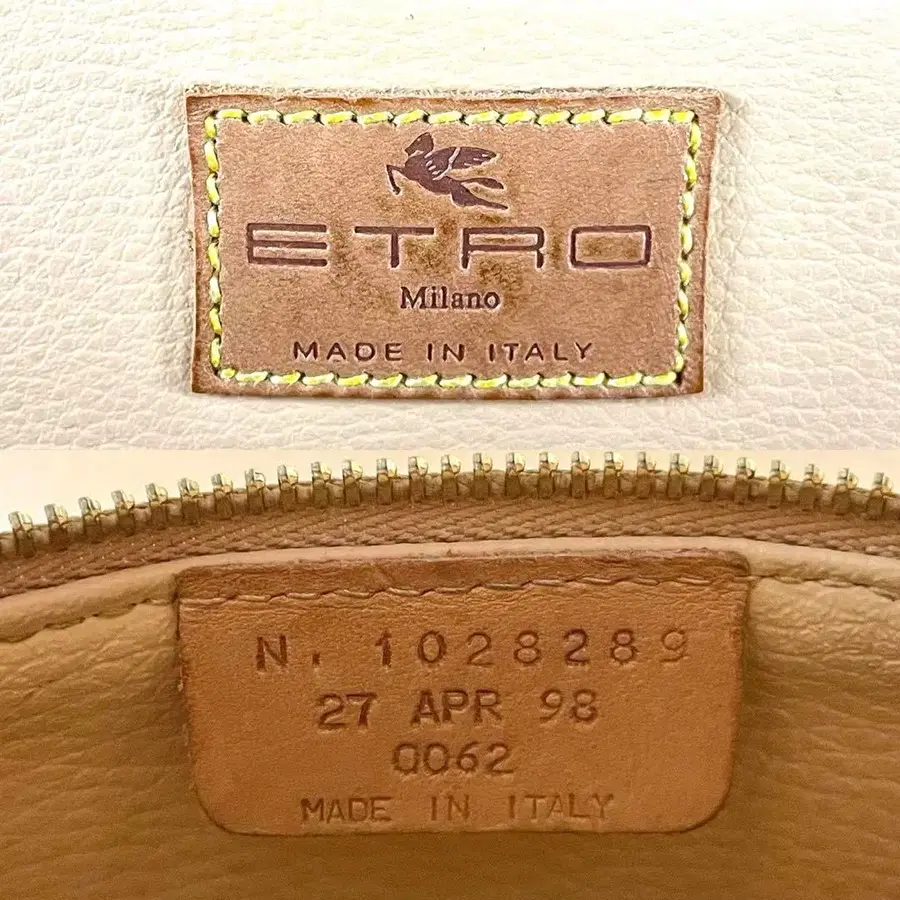 ETRO
Milano
MADE IN ITALY
N. 1028289
27 APR 98
0062
MADE IN ITALY